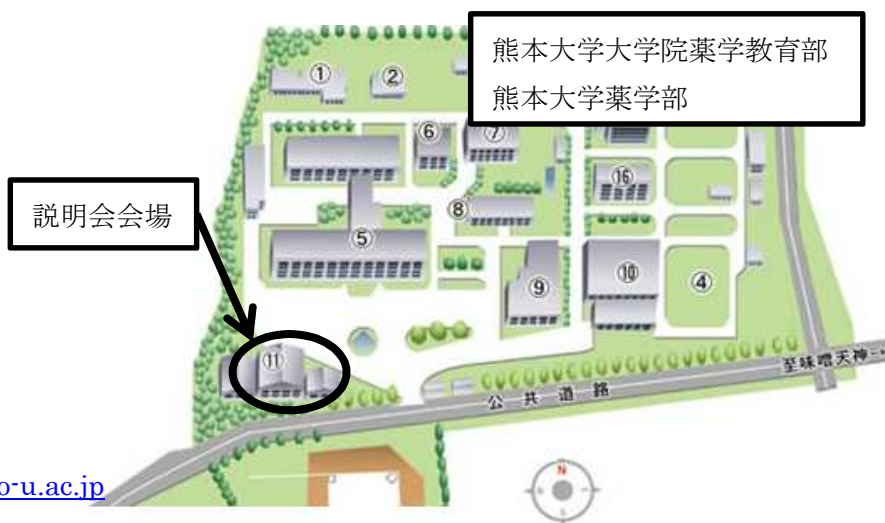 熊本大学大学院薬学教育部
熊本大学薬学部
①
②
⑥
⑦
⑯
説明会会場
⑧
⑤
⑨
⑩
④
⑪
至味噌天神
公共道路
N
o-u.ac.jp